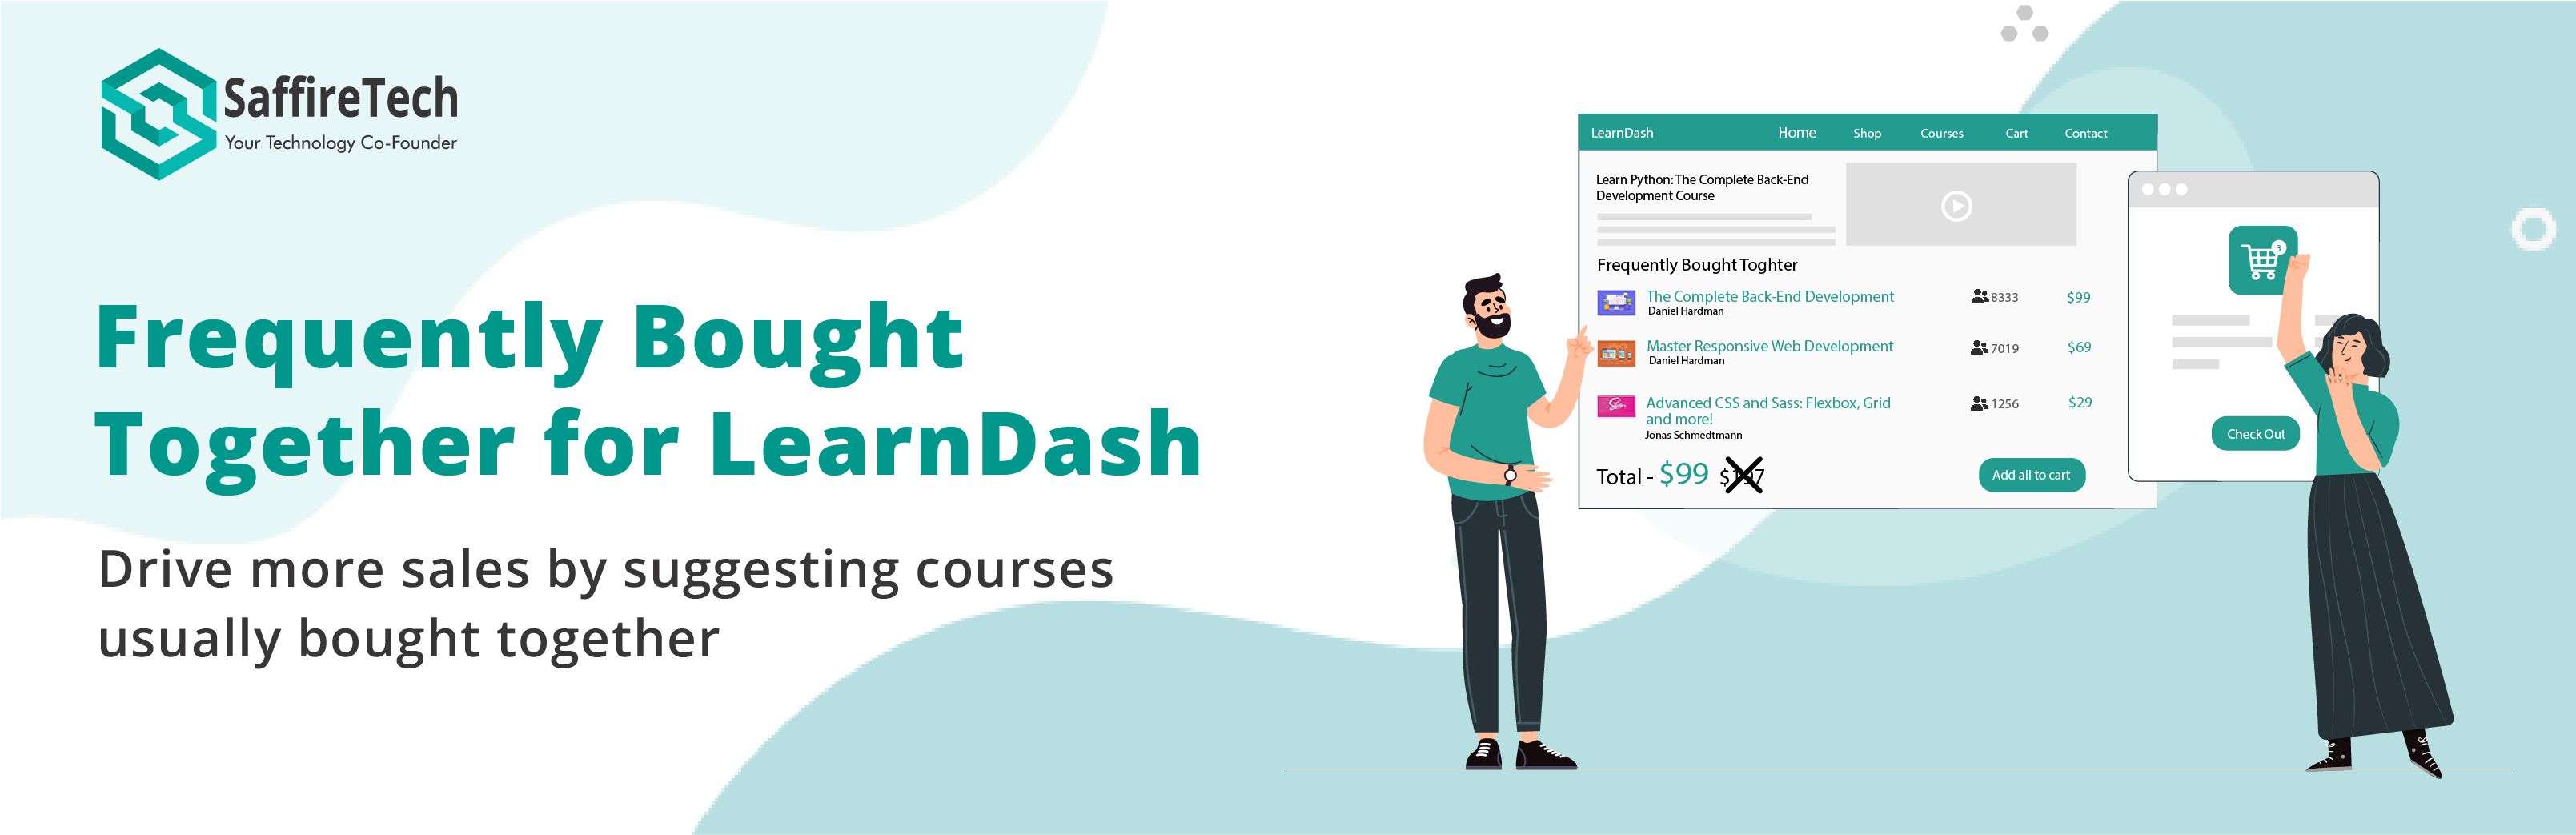 SaffireTech
Your Technology Co-Founder
Frequently Bought
Together for LearnDash
Drive more sales by suggesting courses
usually bought together
LearnDash Home Shop Courses Cart Contact
Learn Python: The Complete Back-End
Development Course
Frequently Bought Toghter
The Complete Back-End Development 8333 $99
Daniel Hardman
Master Responsive Web Development 7019 $69
Daniel Hardman
Advanced CSS and Sass: Flexbox, Grid 1256 $29
and more!
Jonas Schmedtmann
Total - $99 $197 Add all to cart
3
Check Out